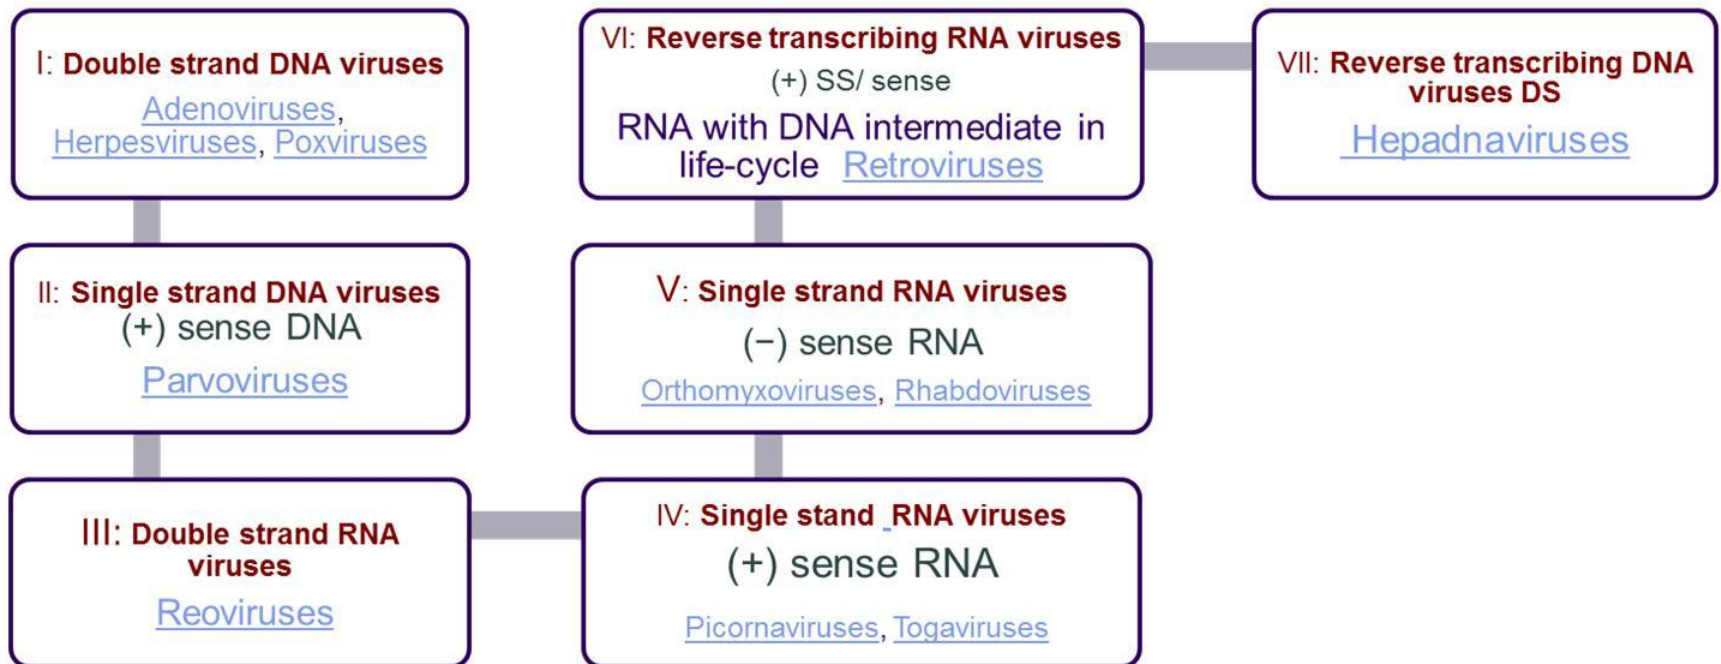 I: Double strand DNA viruses
Adenoviruses,
Herpesviruses, Poxviruses
II: Single strand DNA viruses
(+) sense DNA
Parvoviruses
III: Double strand RNA
viruses
Reoviruses
IV: Single stand RNA viruses
(+) sense RNA
Picornaviruses, Togaviruses
V: Single strand RNA viruses
(−) sense RNA
Orthomyxoviruses, Rhabdoviruses
VI: Reverse transcribing RNA viruses
(+) SS/ sense
RNA with DNA intermediate in
life-cycle Retroviruses
VII: Reverse transcribing DNA
viruses DS
Hepadnaviruses